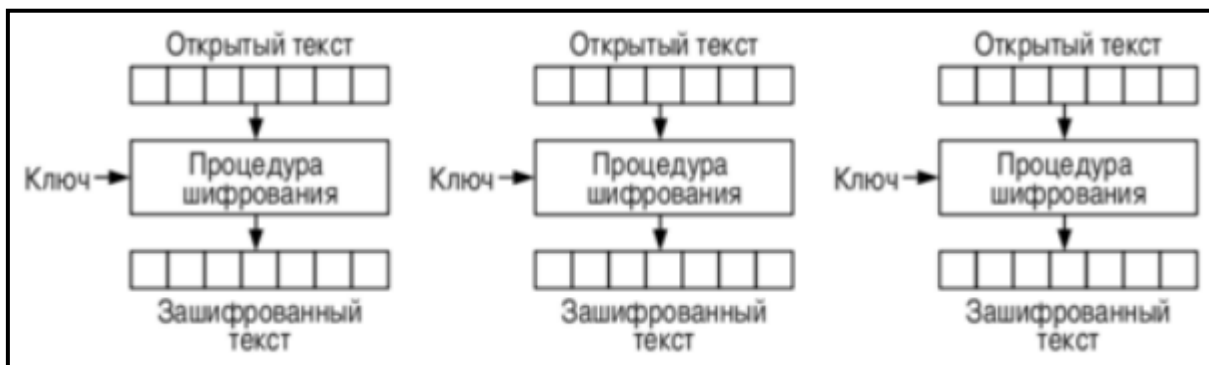 Открытый текст
Открытый текст
Открытый текст
Ключ
Процедура
шифрования
Ключ
Процедура
шифрования
Ключ
Процедура
шифрования
Зашифрованный
текст
Зашифрованный
текст
Зашифрованный
текст